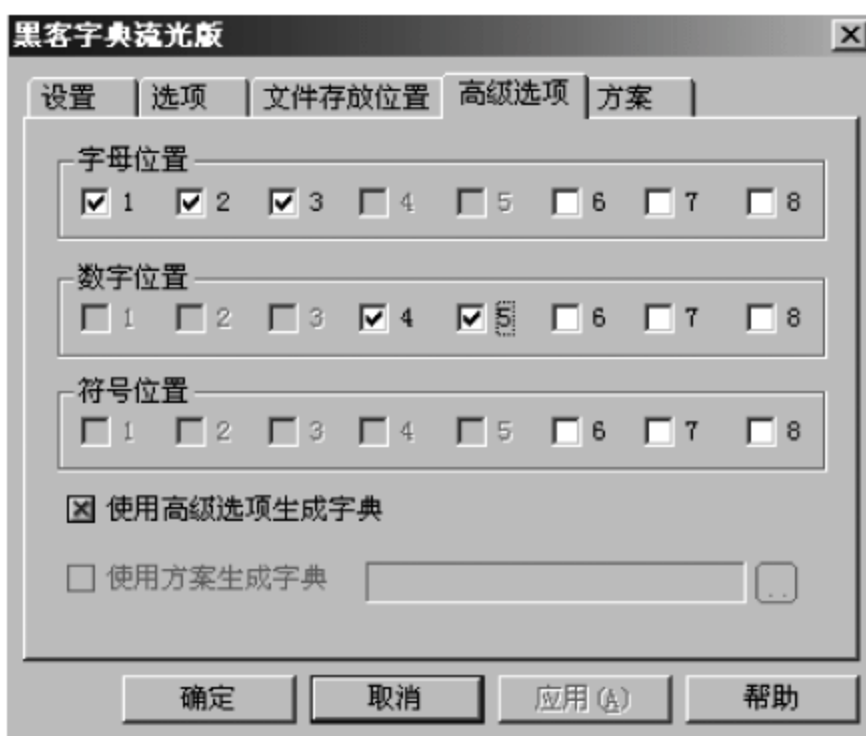 黑客字典流光版
设置 选项 文件存放位置 高级选项 方案
字母位置
1 2 3 4 5 6 7 8
数字位置
1 2 3 4 5 6 7 8
符号位置
1 2 3 4 5 6 7 8
使用高级选项生成字典
使用方案生成字典 ..
确定 取消 应用(A) 帮助